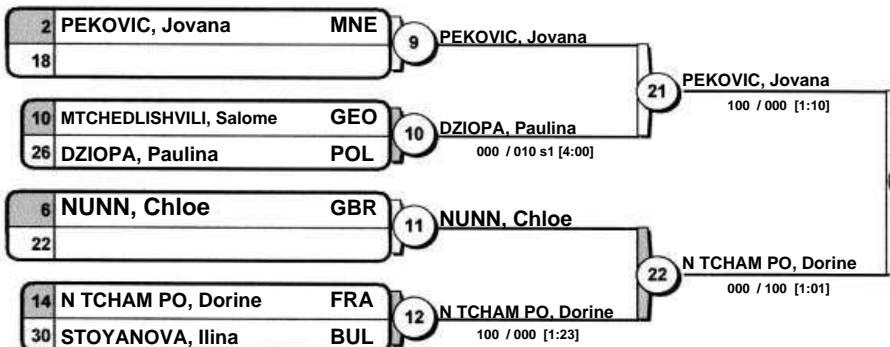 2 PEKOVIC, Jovana MNE
18
9 PEKOVIC, Jovana
10 MTCHEDLISHVILI, Salome GEO
26 DZIOPA, Paulina POL
10 DZIOPA, Paulina
000 / 010 s1 [4:00]
21 PEKOVIC, Jovana
100 / 000 [1:10]
6 NUNN, Chloe GBR
22
11 NUNN, Chloe
14 N TCHAM PO, Dorine FRA
30 STOYANOVA, Ilina BUL
12 N TCHAM PO, Dorine
100 / 000 [1:23]
22 N TCHAM PO, Dorine
000 / 100 [1:01]